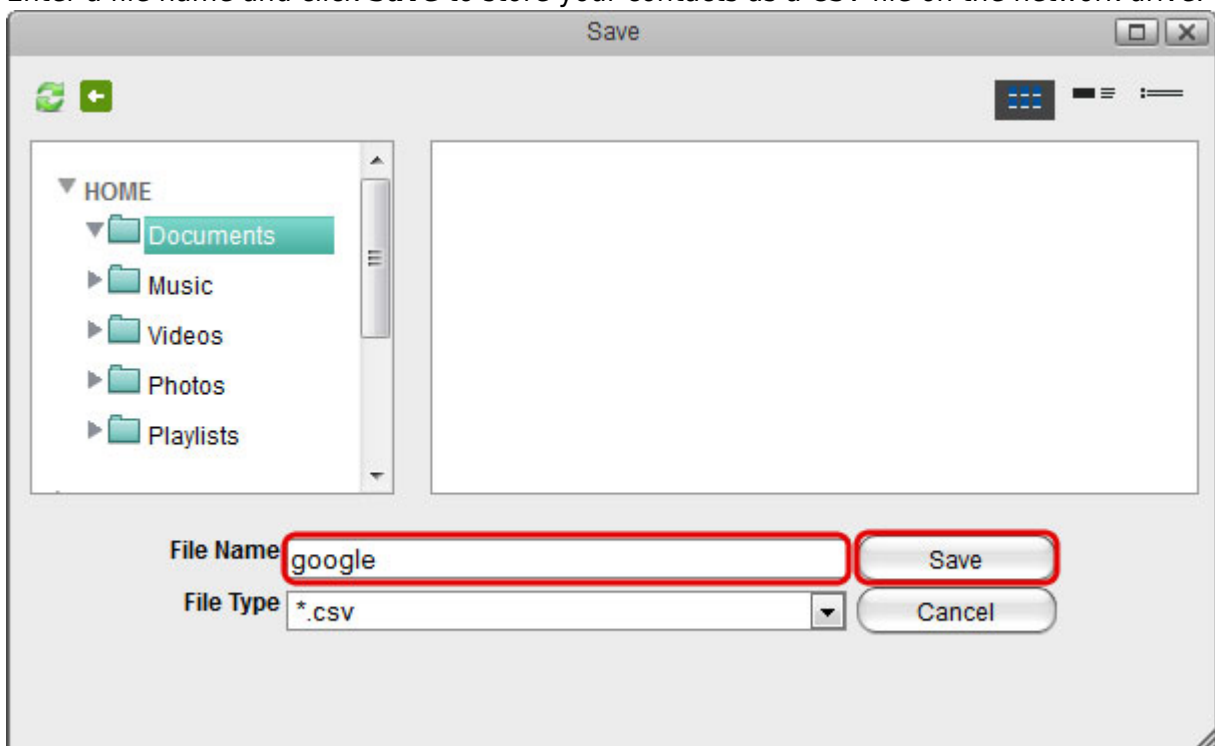 Enter a file name and click Save to store your contacts as a csv file on the network drive.
Save
HOME
Documents
Music
Videos
Photos
Playlists
File Name google Save
File Type *.csv Cancel